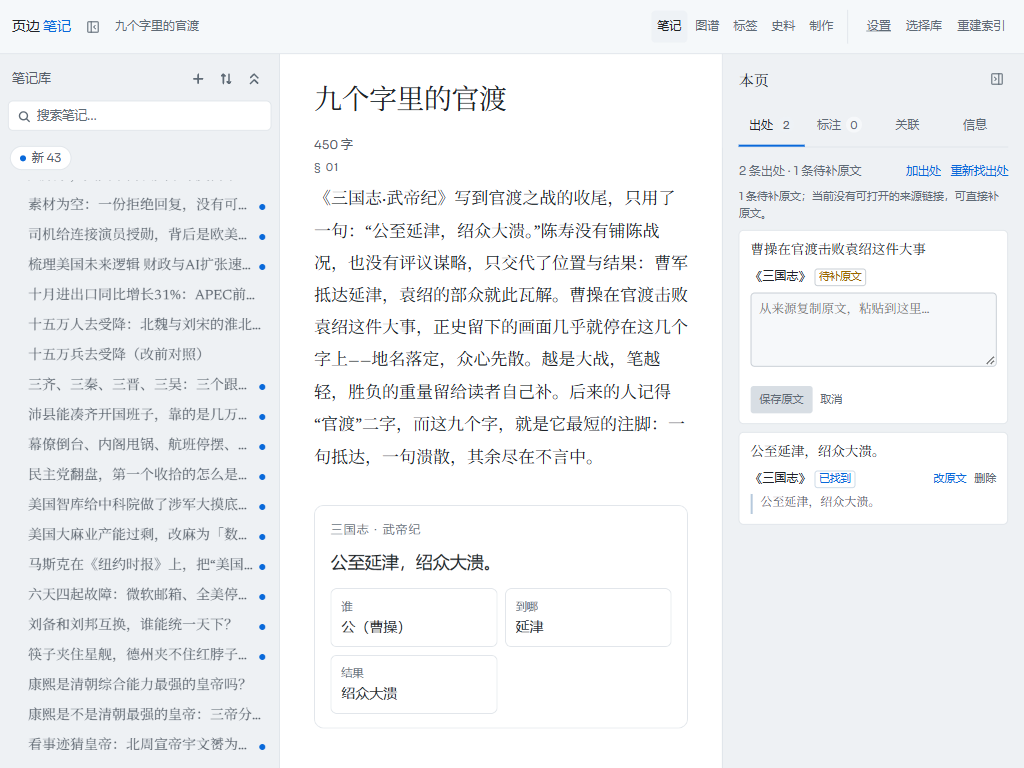 页边 笔记
九个字里的官渡
笔记 图谱 标签 史料 制作 设置 选择库 重建索引
笔记库
搜索笔记...
新 43
素材为空：一份拒绝回复，没有可...
司机给连接演员授勋，背后是欧美...
梳理美国未来逻辑 财政与AI扩张速...
十月进出口同比增长31%：APEC前...
十五万人去受降：北魏与刘宋的淮北...
十五万兵去受降（改前对照）
三齐、三秦、三晋、三吴：三个跟...
沛县能凑齐开国班子，靠的是几万...
幕僚倒台、内阁甩锅、航班停摆、...
民主党翻盘，第一个收拾的怎么是...
美国智库给中科院做了涉军大摸底...
美国大麻业产能过剩，改麻为「数...
马斯克在《纽约时报》上，把“美国...
六天四起故障：微软邮箱、全美停...
刘备和刘邦互换，谁能统一天下？
筷子夹住星舰，德州夹不住红脖子...
康熙是清朝综合能力最强的皇帝吗？
康熙是不是清朝最强的皇帝：三帝分...
看事迹猜皇帝：北周宣帝宇文赟为...
九个字里的官渡
450 字
§ 01
《三国志·武帝纪》写到官渡之战的收尾，只用了
一句：“公至延津，绍众大溃。”陈寿没有铺陈战
况，也没有评议谋略，只交代了位置与结果：曹军
抵达延津，袁绍的部众就此瓦解。曹操在官渡击败
袁绍这件大事，正史留下的画面几乎就停在这几个
字上——地名落定，众心先散。越是大战，笔越
轻，胜负的重量留给读者自己补。后来的人记得
“官渡”二字，而这九个字，就是它最短的注脚：一
句抵达，一句溃散，其余尽在不言中。
三国志 · 武帝纪
公至延津，绍众大溃。
谁
公（曹操）
到哪
延津
结果
绍众大溃
本页
出处 2 标注 0 关联 信息
2 条出处 · 1 条待补原文 加出处 重新找出处
1 条待补原文；当前没有可打开的来源链接，可直接补
原文。
曹操在官渡击败袁绍这件大事
《三国志》 待补原文
从来源复制原文，粘贴到这里...
保存原文 取消
公至延津，绍众大溃。
《三国志》 已找到 改原文 删除
公至延津，绍众大溃。